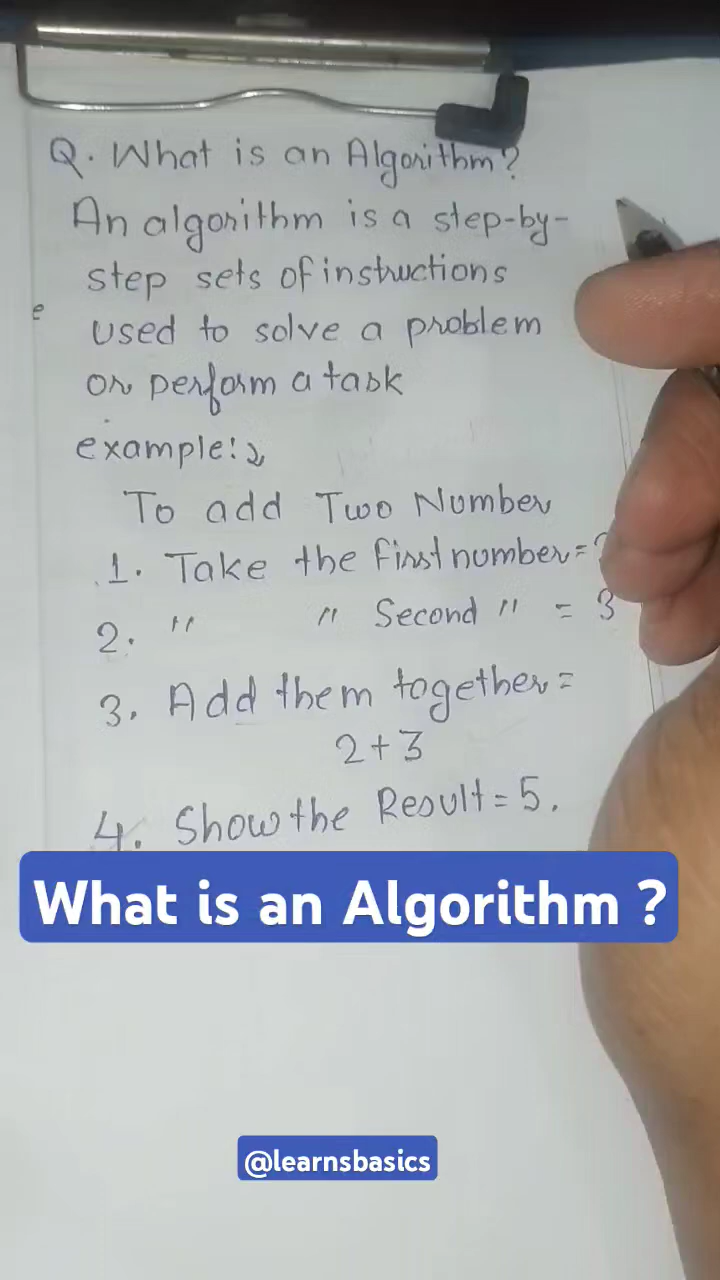 Q. What is an Algorithm?
An algorithm is a step-by-
step sets of instructions
e
used to solve a problem
or perform a task
example:
To add Two Number
1. Take the first number =
2. " " Second " = 3
3. Add them together =
2+3
4. Show the Result = 5.
What is an Algorithm ?
@learnsbasics